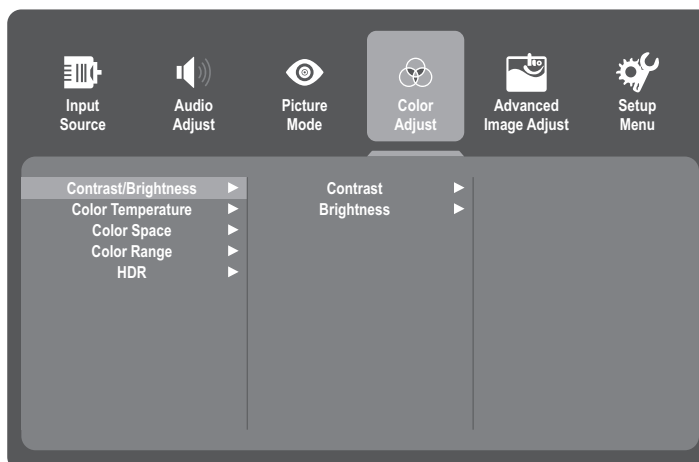 Input Source
Audio Adjust
Picture Mode
Color Adjust
Advanced Image Adjust
Setup Menu
Contrast/Brightness
Color Temperature
Color Space
Color Range
HDR
Contrast
Brightness